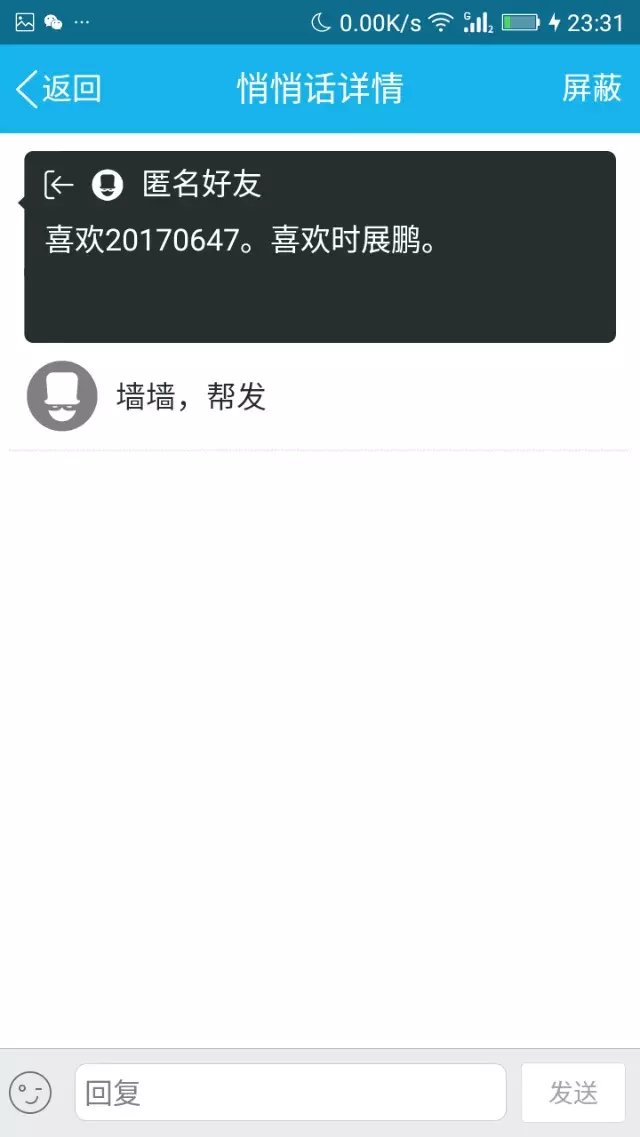 0.00K/s 23:31
返回 悄悄话详情 屏蔽
匿名好友
喜欢20170647。喜欢时展鹏。
墙墙，帮发
回复 发送